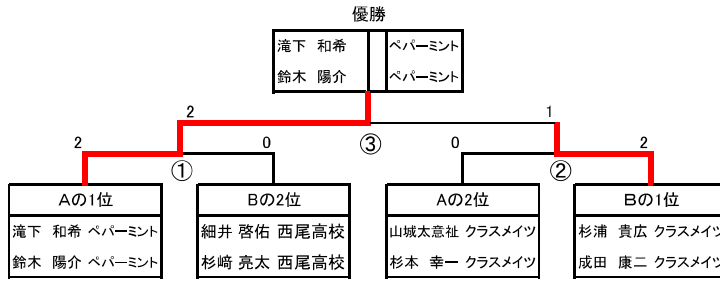 優勝
滝下 和希 ペパーミント
鈴木 陽介 ペパーミント
2 1
2 0 ③ 0 2
① ②
Aの1位 Bの2位 Aの2位 Bの1位
滝下 和希 ペパーミント 細井 啓佑 西尾高校 山城太意祉 クラスメイツ 杉浦 貴広 クラスメイツ
鈴木 陽介 ペパーミント 杉﨑 亮太 西尾高校 杉本 幸一 クラスメイツ 成田 康二 クラスメイツ